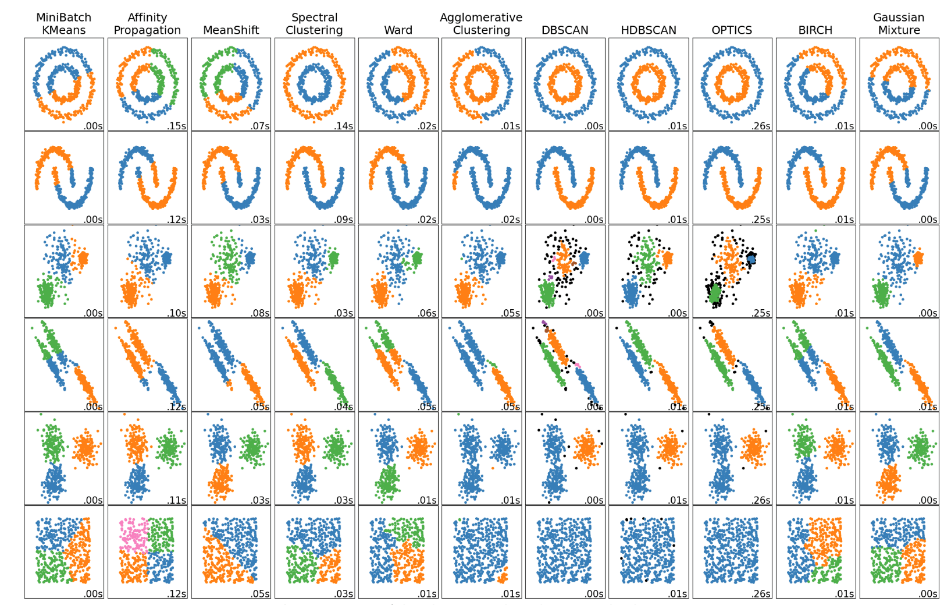 MiniBatch KMeans
Affinity Propagation
MeanShift
Spectral Clustering
Ward
Agglomerative Clustering
DBSCAN
HDBSCAN
OPTICS
BIRCH
Gaussian Mixture
.00s .15s .07s .14s .02s .01s .00s .01s .26s .01s .00s
.00s .12s .03s .09s .02s .02s .00s .01s .25s .01s .00s
.00s .10s .08s .03s .06s .05s .00s .00s .25s .01s .00s
.00s .12s .05s .04s .05s .05s .00s .01s .25s .01s .01s
.00s .11s .03s .03s .01s .01s .00s .01s .26s .01s .00s
.00s .12s .05s .03s .01s .01s .00s .01s .25s .01s .00s